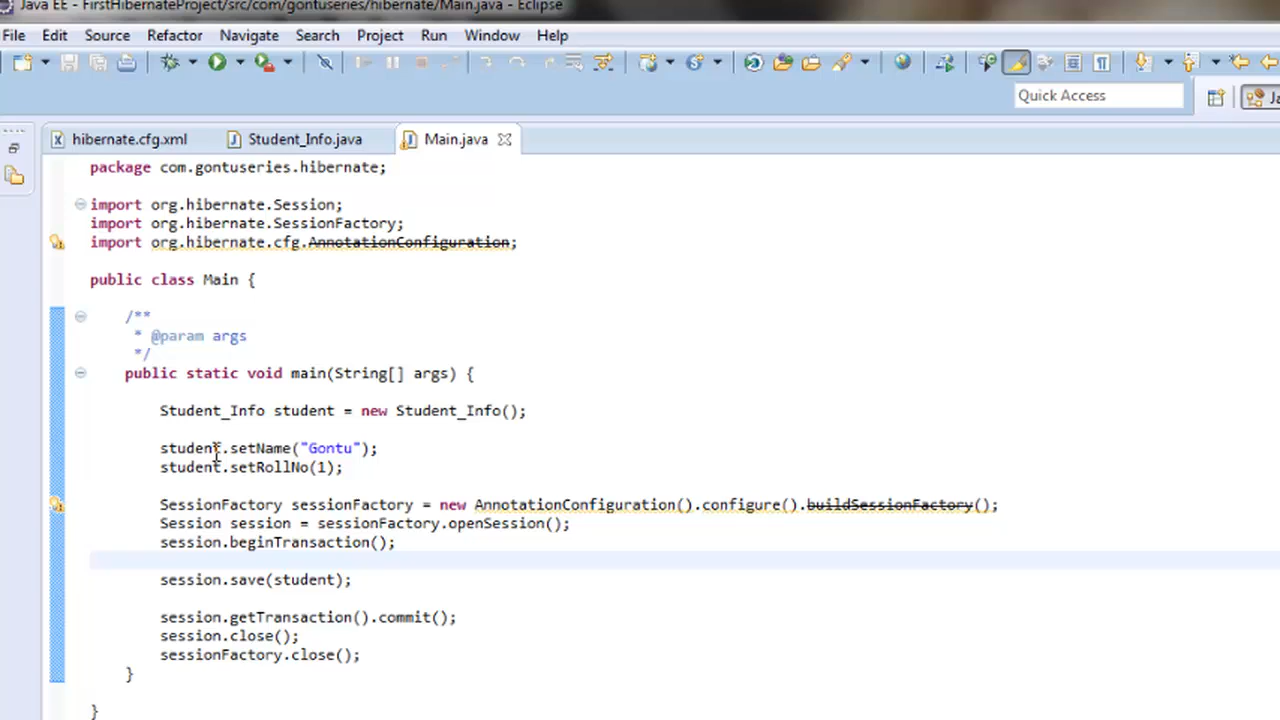 Java EE - FirstHibernateProject/src/com/gontuseries/hibernate/Main.java - Eclipse
File Edit Source Refactor Navigate Search Project Run Window Help
Quick Access
hibernate.cfg.xml Student_Info.java Main.java
package com.gontuseries.hibernate;
import org.hibernate.Session;
import org.hibernate.SessionFactory;
import org.hibernate.cfg.AnnotationConfiguration;
public class Main {
/**
* @param args
*/
public static void main(String[] args) {
Student_Info student = new Student_Info();
student.setName("Gontu");
student.setRollNo(1);
SessionFactory sessionFactory = new AnnotationConfiguration().configure().buildSessionFactory();
Session session = sessionFactory.openSession();
session.beginTransaction();
session.save(student);
session.getTransaction().commit();
session.close();
sessionFactory.close();
}
}